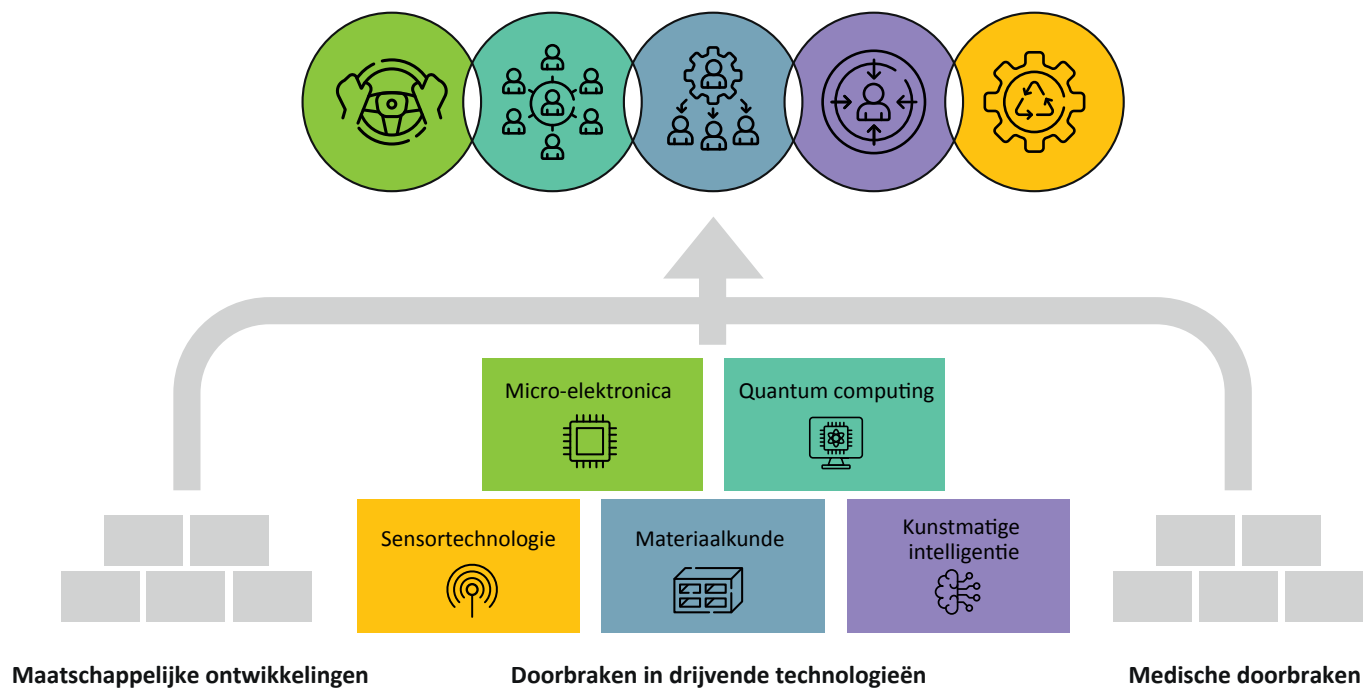 Micro-elektronica
Quantum computing
Sensortechnologie
Materiaalkunde
Kunstmatige
intelligentie
Maatschappelijke ontwikkelingen
Doorbraken in drijvende technologieën
Medische doorbraken